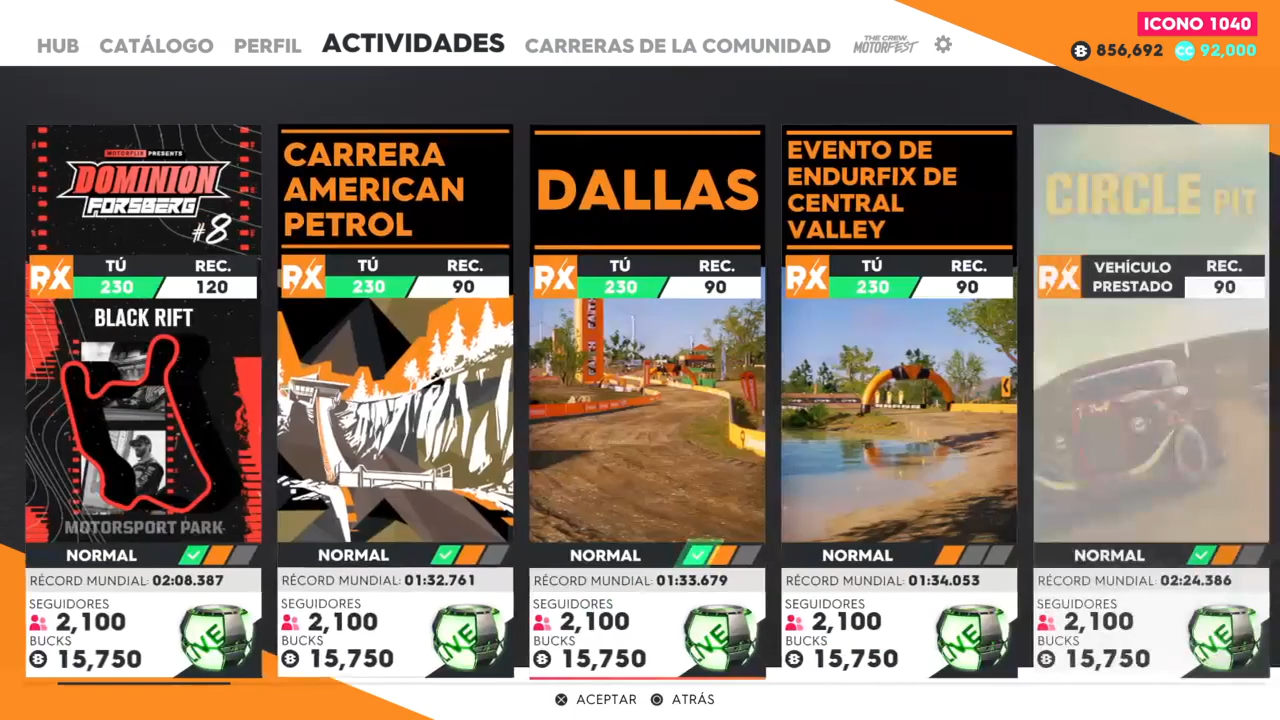 HUB CATÁLOGO PERFIL ACTIVIDADES CARRERAS DE LA COMUNIDAD THE CREW MOTORFEST
ICONO 1040
856,692 CC 92,000
MOTORFLIX PRESENTS
DOMINION
FORSBERG
#8
RX TÚ REC.
230 120
BLACK RIFT
MOTORSPORT PARK
NORMAL
RÉCORD MUNDIAL: 02:08.387
SEGUIDORES
2,100
BUCKS
15,750
LIVE
CARRERA
AMERICAN
PETROL
RX TÚ REC.
230 90
NORMAL
RÉCORD MUNDIAL: 01:32.761
SEGUIDORES
2,100
BUCKS
15,750
LIVE
DALLAS
RX TÚ REC.
230 90
NORMAL
RÉCORD MUNDIAL: 01:33.679
SEGUIDORES
2,100
BUCKS
15,750
LIVE
EVENTO DE
ENDURFIX DE
CENTRAL
VALLEY
RX TÚ REC.
230 90
NORMAL
RÉCORD MUNDIAL: 01:34.053
SEGUIDORES
2,100
BUCKS
15,750
LIVE
CIRCLE PIT
RX VEHÍCULO REC.
PRESTADO 90
NORMAL
RÉCORD MUNDIAL: 02:24.386
SEGUIDORES
2,100
BUCKS
15,750
LIVE
ACEPTAR ATRÁS